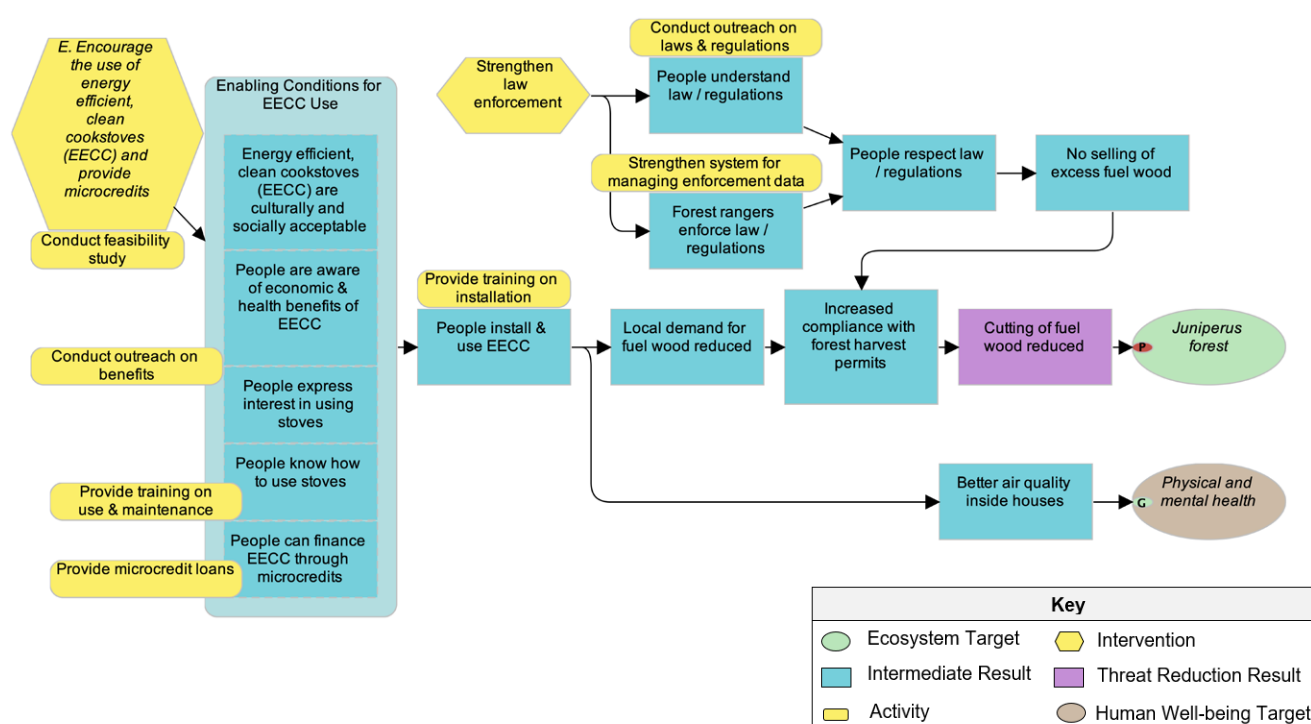 E. Encourage
the use of
energy
efficient,
clean
cookstoves
(EECC) and
provide
microcredits
Conduct feasibility
study
Enabling Conditions for
EECC Use
Energy efficient,
clean cookstoves
(EECC) are
culturally and
socially acceptable
People are aware
of economic &
health benefits of
EECC
Conduct outreach on
benefits
People express
interest in using
stoves
People know how
to use stoves
Provide training on
use & maintenance
People can finance
EECC through
microcredits
Provide microcredit loans
Strengthen
law
enforcement
Conduct outreach on
laws & regulations
People understand
law / regulations
Strengthen system for
managing enforcement data
Forest rangers
enforce law /
regulations
People respect law
/ regulations
No selling of
excess fuel wood
Provide training on
installation
People install &
use EECC
Local demand for
fuel wood reduced
Increased
compliance with
forest harvest
permits
Cutting of fuel
wood reduced
P
Juniperus
forest
Better air quality
inside houses
G
Physical and
mental health
Key
Ecosystem Target
Intervention
Intermediate Result
Threat Reduction Result
Activity
Human Well-being Target